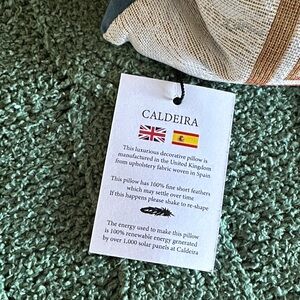 CALDEIRA
This luxurious decorative pillow is
manufactured in the United Kingdom
from upholstery fabric woven in Spain
This pillow has 100% fine short feathers
which may settle over time
If this happens please shake to re-shape
The energy used to make this pillow
is 100% renewable energy generated
by over 1,000 solar panels at Caldeira